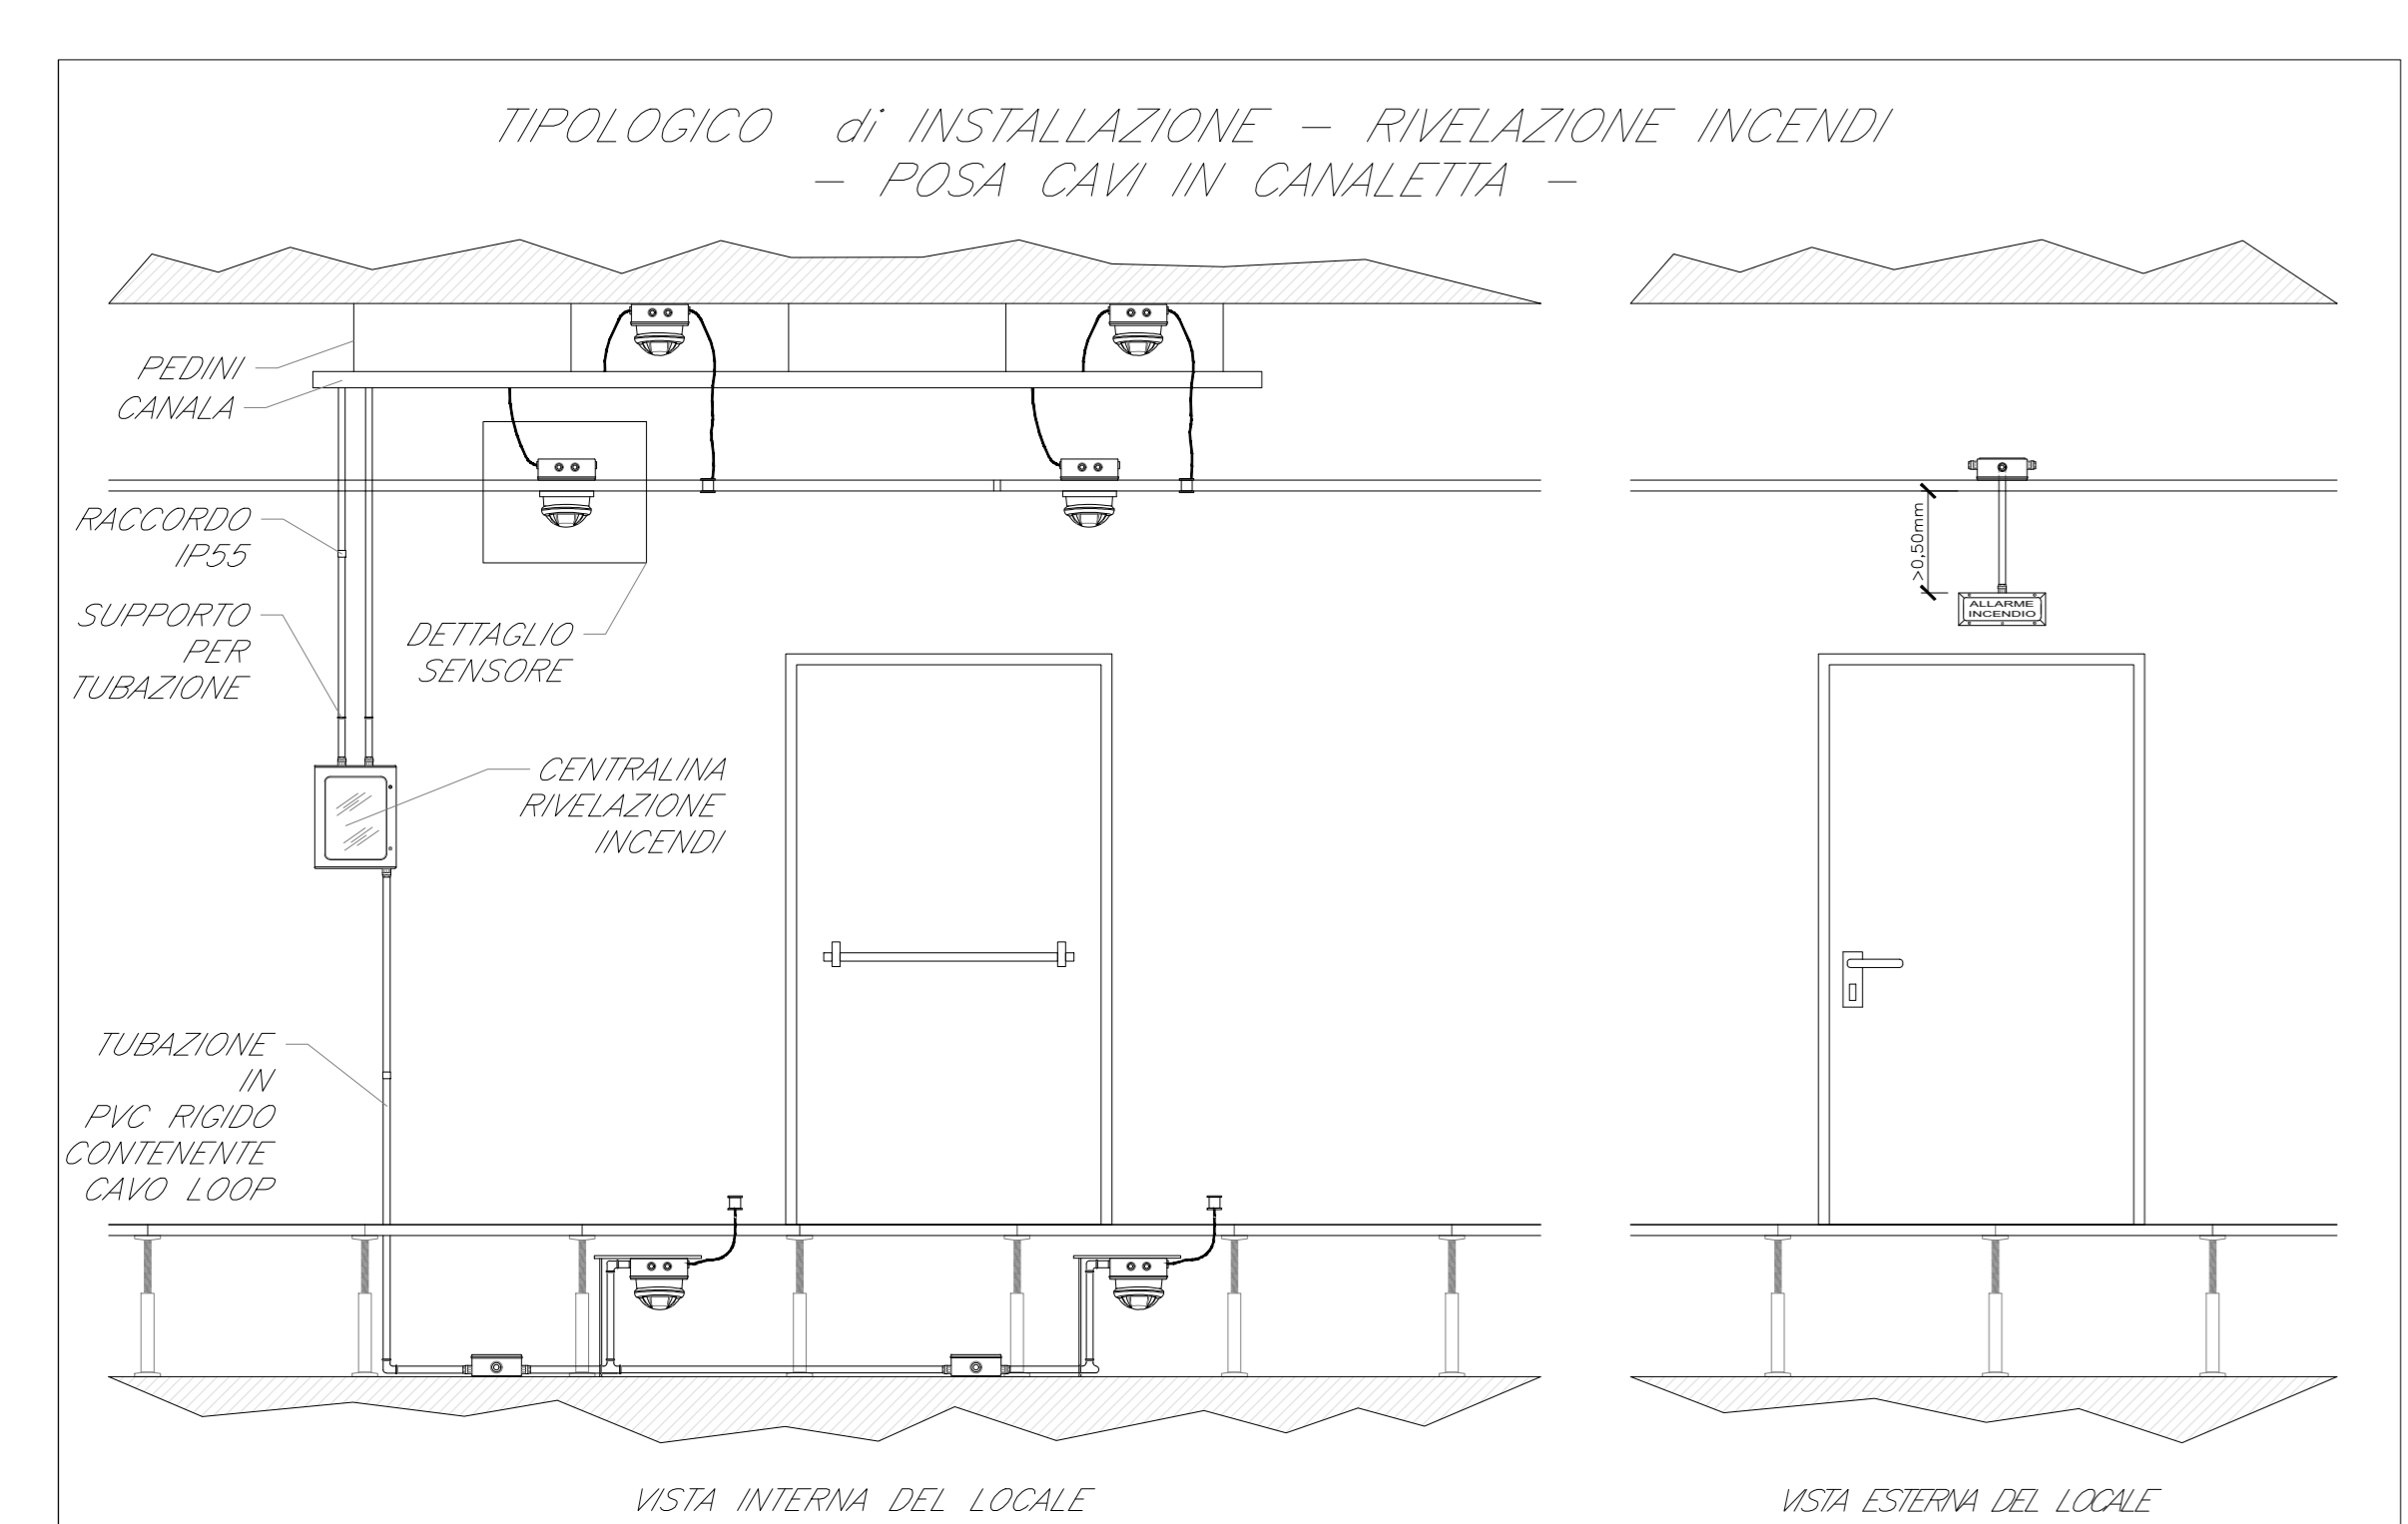 TIPOLOGICO di INSTALLAZIONE – RIVELAZIONE INCENDI
– POSA CAVI IN CANALETTA –
PEDINI
CANALA
RACCORDO
IP55
SUPPORTO
PER
TUBAZIONE
DETTAGLIO
SENSORE
CENTRALINA
RIVELAZIONE
INCENDI
TUBAZIONE
IN
PVC RIGIDO
CONTENENTE
CAVO LOOP
>0,50mm
ALLARME
INCENDIO
VISTA INTERNA DEL LOCALE
VISTA ESTERNA DEL LOCALE